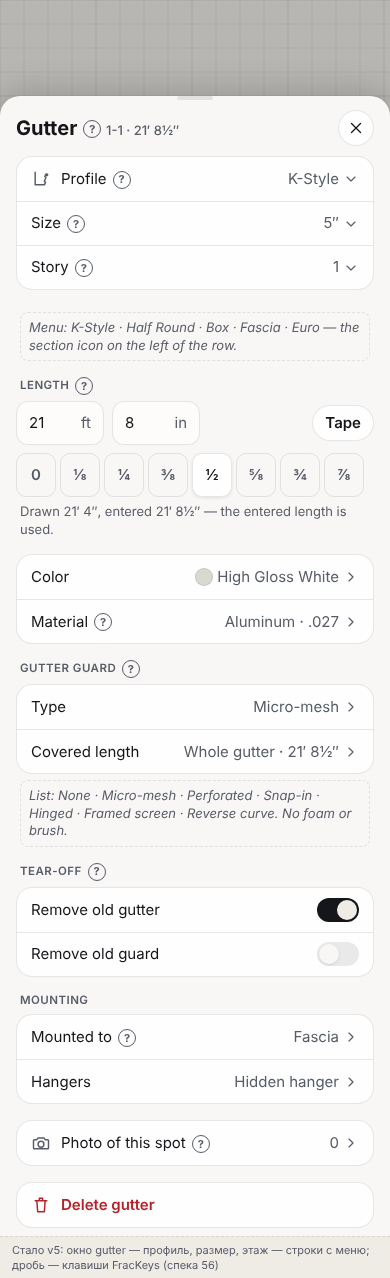 Gutter ? 1-1 · 21′ 8½″
Profile ? K-Style
Size ? 5″
Story ? 1
Menu: K-Style · Half Round · Box · Fascia · Euro — the
section icon on the left of the row.
LENGTH ?
21 ft 8 in Tape
0 ⅛ ¼ ⅜ ½ ⅝ ¾ ⅞
Drawn 21′ 4″, entered 21′ 8½″ — the entered length is
used.
Color High Gloss White
Material ? Aluminum · .027
GUTTER GUARD ?
Type Micro-mesh
Covered length Whole gutter · 21′ 8½″
List: None · Micro-mesh · Perforated · Snap-in ·
Hinged · Framed screen · Reverse curve. No foam or
brush.
TEAR-OFF ?
Remove old gutter
Remove old guard
MOUNTING
Mounted to ? Fascia
Hangers Hidden hanger
Photo of this spot ? 0
Delete gutter
Стало v5: окно gutter — профиль, размер, этаж — строки с меню;
дробь — клавиши FracKeys (спека 56)